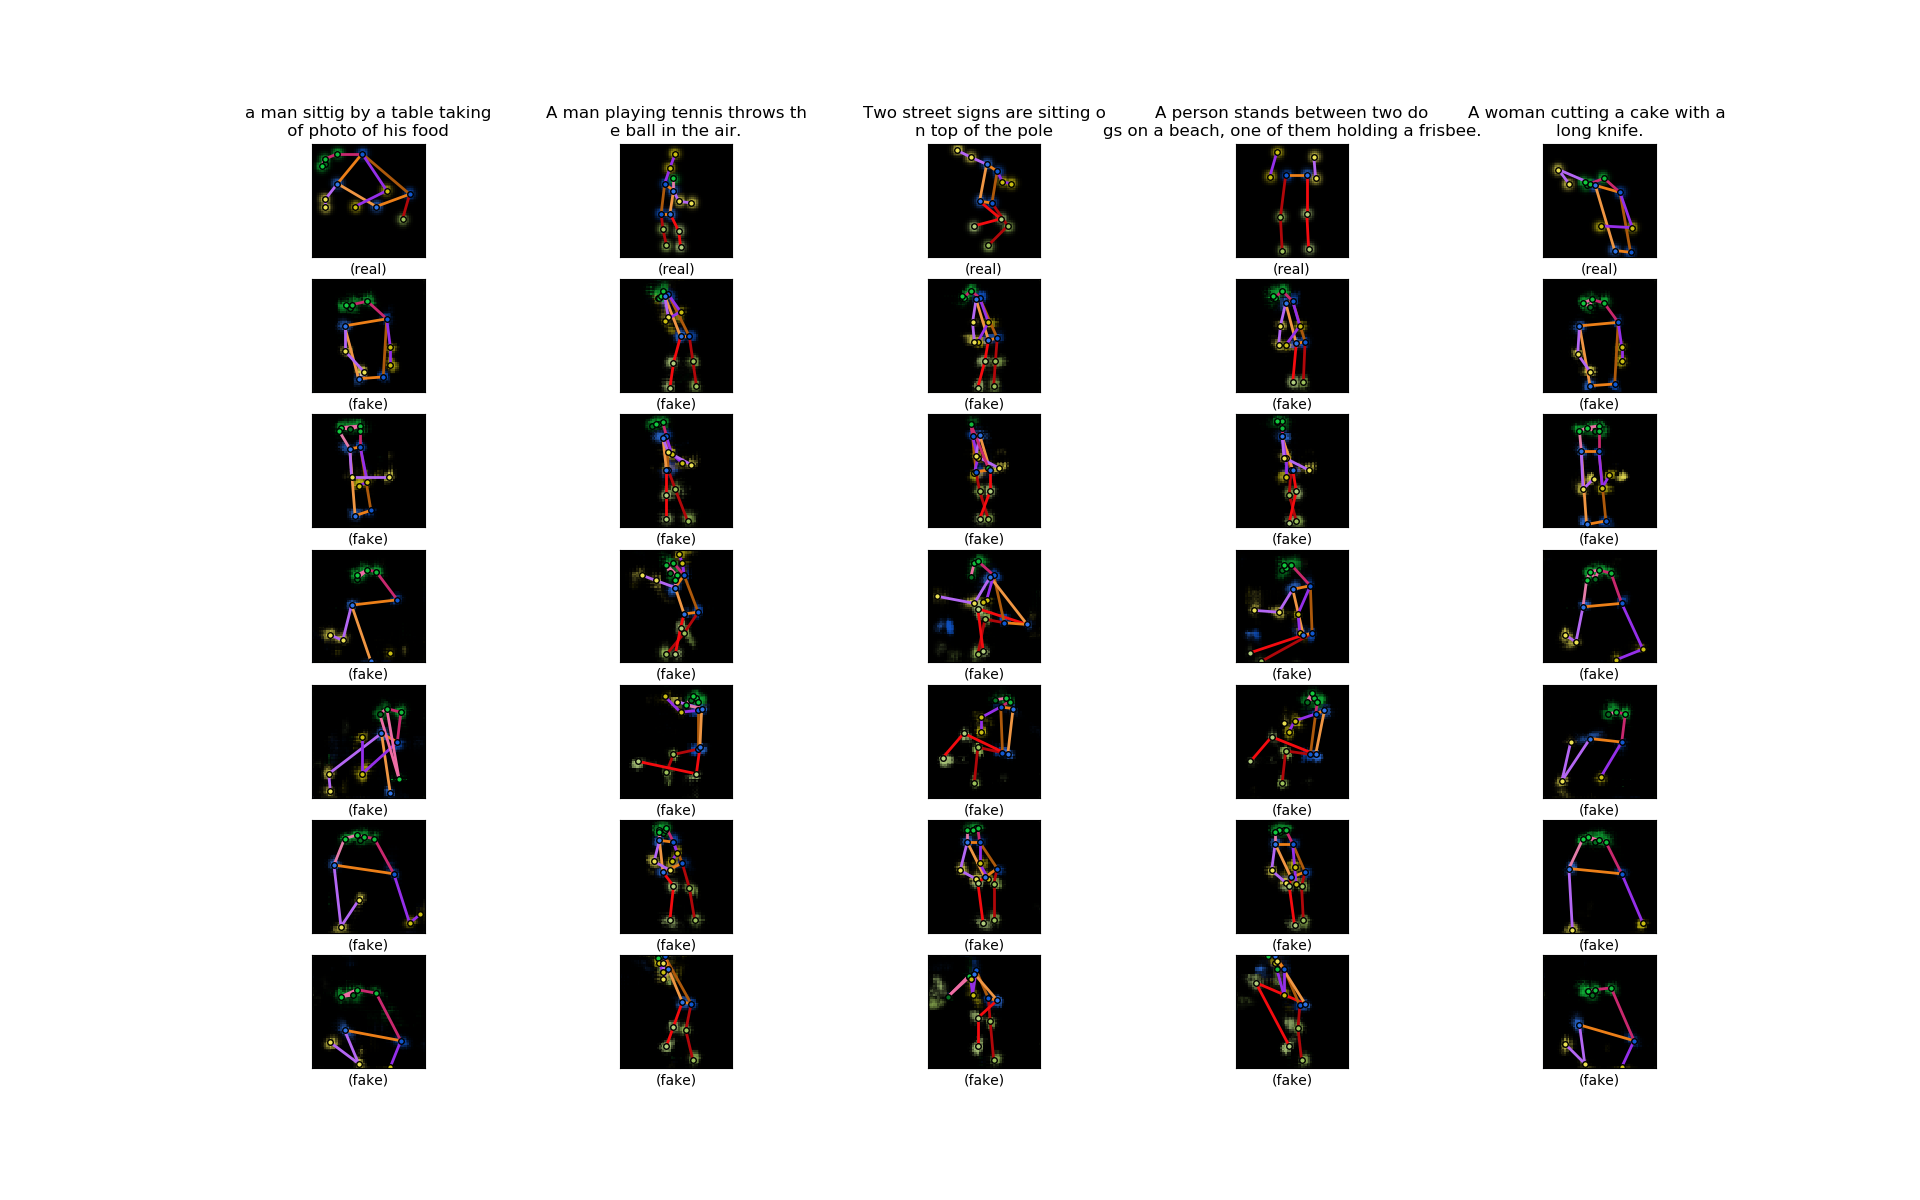 a man sittig by a table taking
of photo of his food
A man playing tennis throws th
e ball in the air.
Two street signs are sitting o
n top of the pole
A person stands between two do
gs on a beach, one of them holding a frisbee.
A woman cutting a cake with a
long knife.
(real) (real) (real) (real) (real)
(fake) (fake) (fake) (fake) (fake)
(fake) (fake) (fake) (fake) (fake)
(fake) (fake) (fake) (fake) (fake)
(fake) (fake) (fake) (fake) (fake)
(fake) (fake) (fake) (fake) (fake)
(fake) (fake) (fake) (fake) (fake)